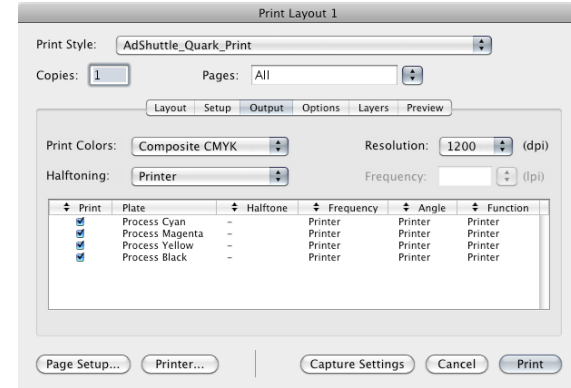 Print Layout 1
Print Style: AdShuttle_Quark_Print
Copies: 1 Pages: All
Layout Setup Output Options Layers Preview
Print Colors: Composite CMYK Resolution: 1200 (dpi)
Halftoning: Printer Frequency: (lpi)
Print Plate Halftone Frequency Angle Function
Process Cyan – Printer Printer Printer
Process Magenta – Printer Printer Printer
Process Yellow – Printer Printer Printer
Process Black – Printer Printer Printer
Page Setup... Printer... Capture Settings Cancel Print